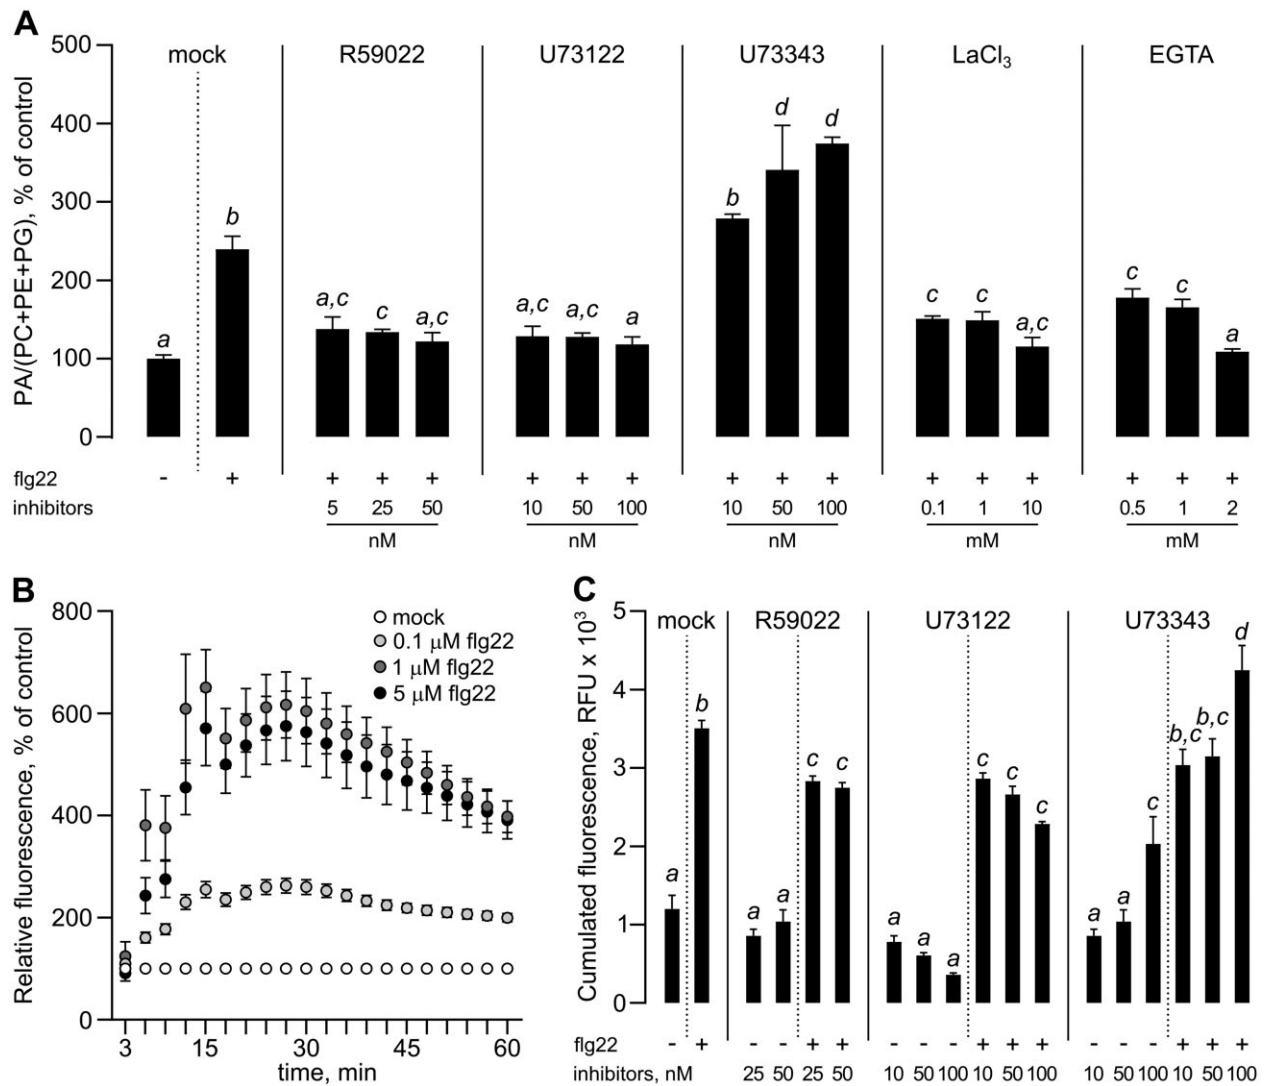 A
500
400
300
200
100
0
PA/(PC+PE+PG), % of control
mock R59022 U73122 U73343 LaCl₃ EGTA
a b a,c c a,c a,c a,c a b d d c c a,c c c a
flg22 - + + + + + + + + + + + + + + + +
inhibitors 5 25 50 10 50 100 10 50 100 0.1 1 10 0.5 1 2
nM nM nM mM mM
B
800
600
400
200
0
Relative fluorescence, % of control
mock
0.1 μM flg22
1 μM flg22
5 μM flg22
3 15 30 45 60
time, min
C
5
4
3
2
1
0
Cumulated fluorescence, RFU x 10³
mock R59022 U73122 U73343
a b a a c c a a a c c c a a c b,c b,c d
flg22 - + - - + + - - - + + + - - - + + +
inhibitors, nM 25 50 25 50 10 50 100 10 50 100 10 50 100 10 50 100